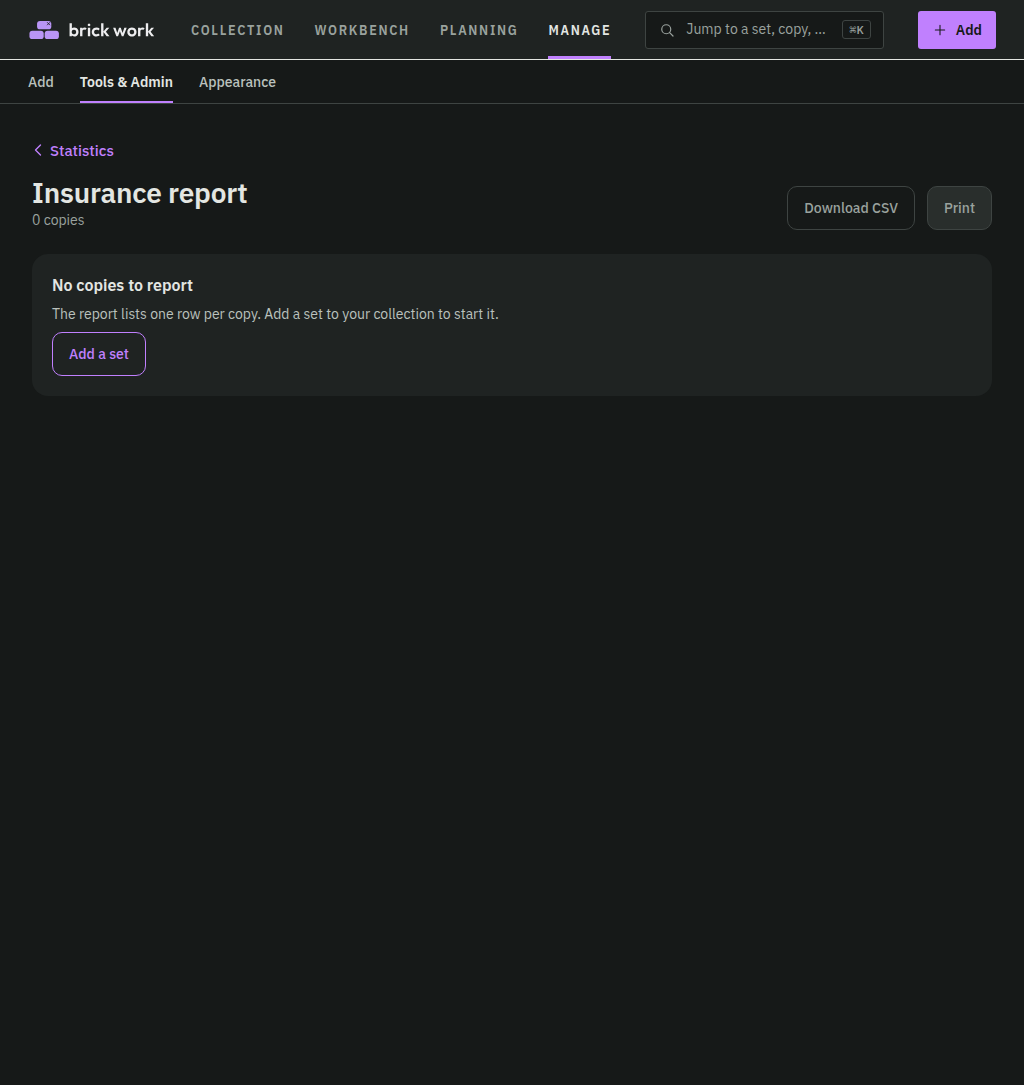 brick work
COLLECTION WORKBENCH PLANNING MANAGE
Jump to a set, copy, ... ⌘K
Add
Add Tools & Admin Appearance
Statistics
Insurance report
0 copies
Download CSV Print
No copies to report
The report lists one row per copy. Add a set to your collection to start it.
Add a set